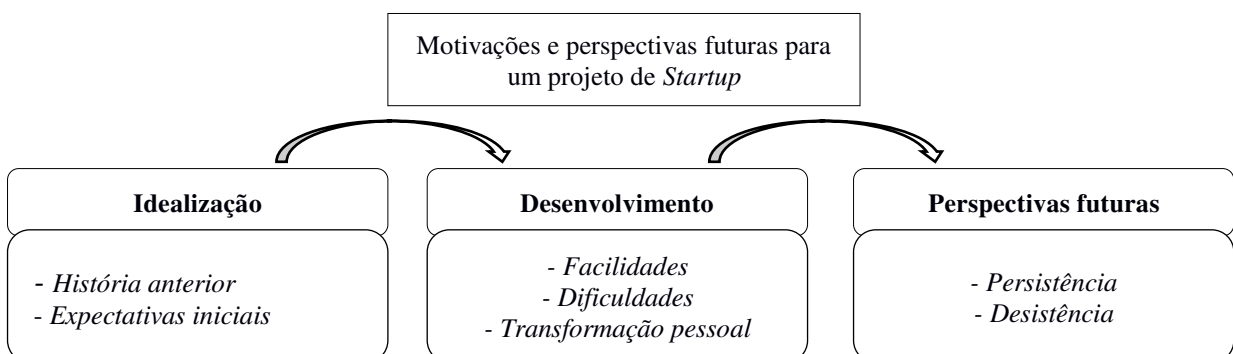 Motivações e perspectivas futuras para
um projeto de Startup
Idealização
- História anterior
- Expectativas iniciais
Desenvolvimento
- Facilidades
- Dificuldades
- Transformação pessoal
Perspectivas futuras
- Persistência
- Desistência